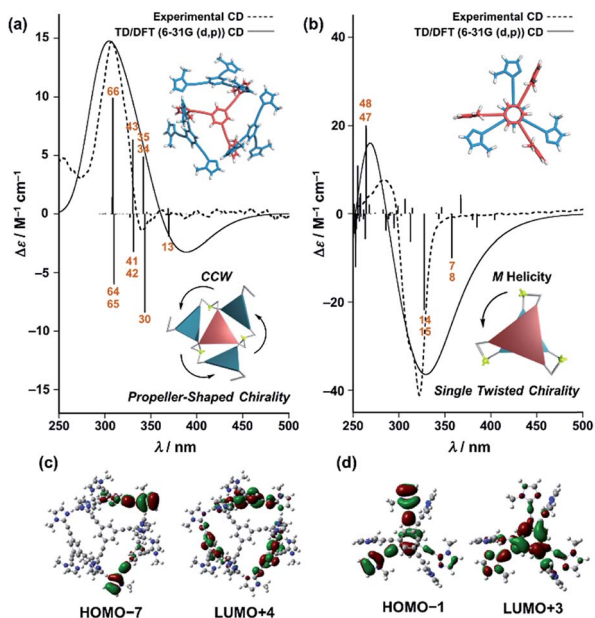 (a)
Experimental CD
TD/DFT (6-31G (d,p)) CD
15
10
5
0
−5
−10
−15
Δε / M⁻¹ cm⁻¹
66
43
35
34
13
41
42
64
65
30
CCW
Propeller-Shaped Chirality
250 300 350 400 450 500
λ / nm
(b)
Experimental CD
TD/DFT (6-31G (d,p)) CD
40
20
0
−20
−40
Δε / M⁻¹ cm⁻¹
48
47
7
8
14
15
M Helicity
Single Twisted Chirality
250 300 350 400 450 500
λ / nm
(c)
HOMO−7 LUMO+4
(d)
HOMO−1 LUMO+3